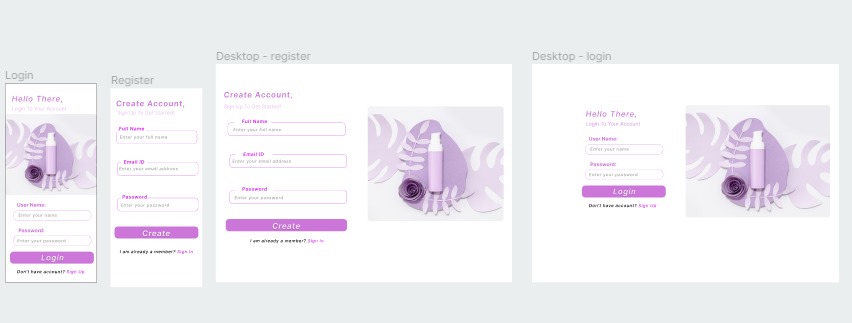 Login
Hello There,
Login To Your Account
User Name:
Enter your name
Password:
Enter your password
Login
Don't have account? Sign Up
Register
Create Account,
Sign Up To Get Started!
Full Name
Enter your full name
Email ID
Enter your email address
Password
Enter your password
Create
I am already a member? Sign In
Desktop - register
Create Account,
Sign Up To Get Started!
Full Name
Enter your full name
Email ID
Enter your email address
Password
Enter your password
Create
I am already a member? Sign In
Desktop - login
Hello There,
Login To Your Account
User Name:
Enter your name
Password:
Enter your password
Login
Don't have account? Sign Up